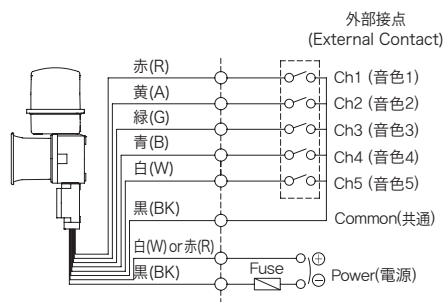 外部接点
(External Contact)
赤(R)
Ch1 (音色1)
黄(A)
Ch2 (音色2)
緑(G)
Ch3 (音色3)
青(B)
Ch4 (音色4)
白(W)
Ch5 (音色5)
黒(BK)
Common(共通)
白(W)or赤(R)
黒(BK)
Fuse
Power(電源)